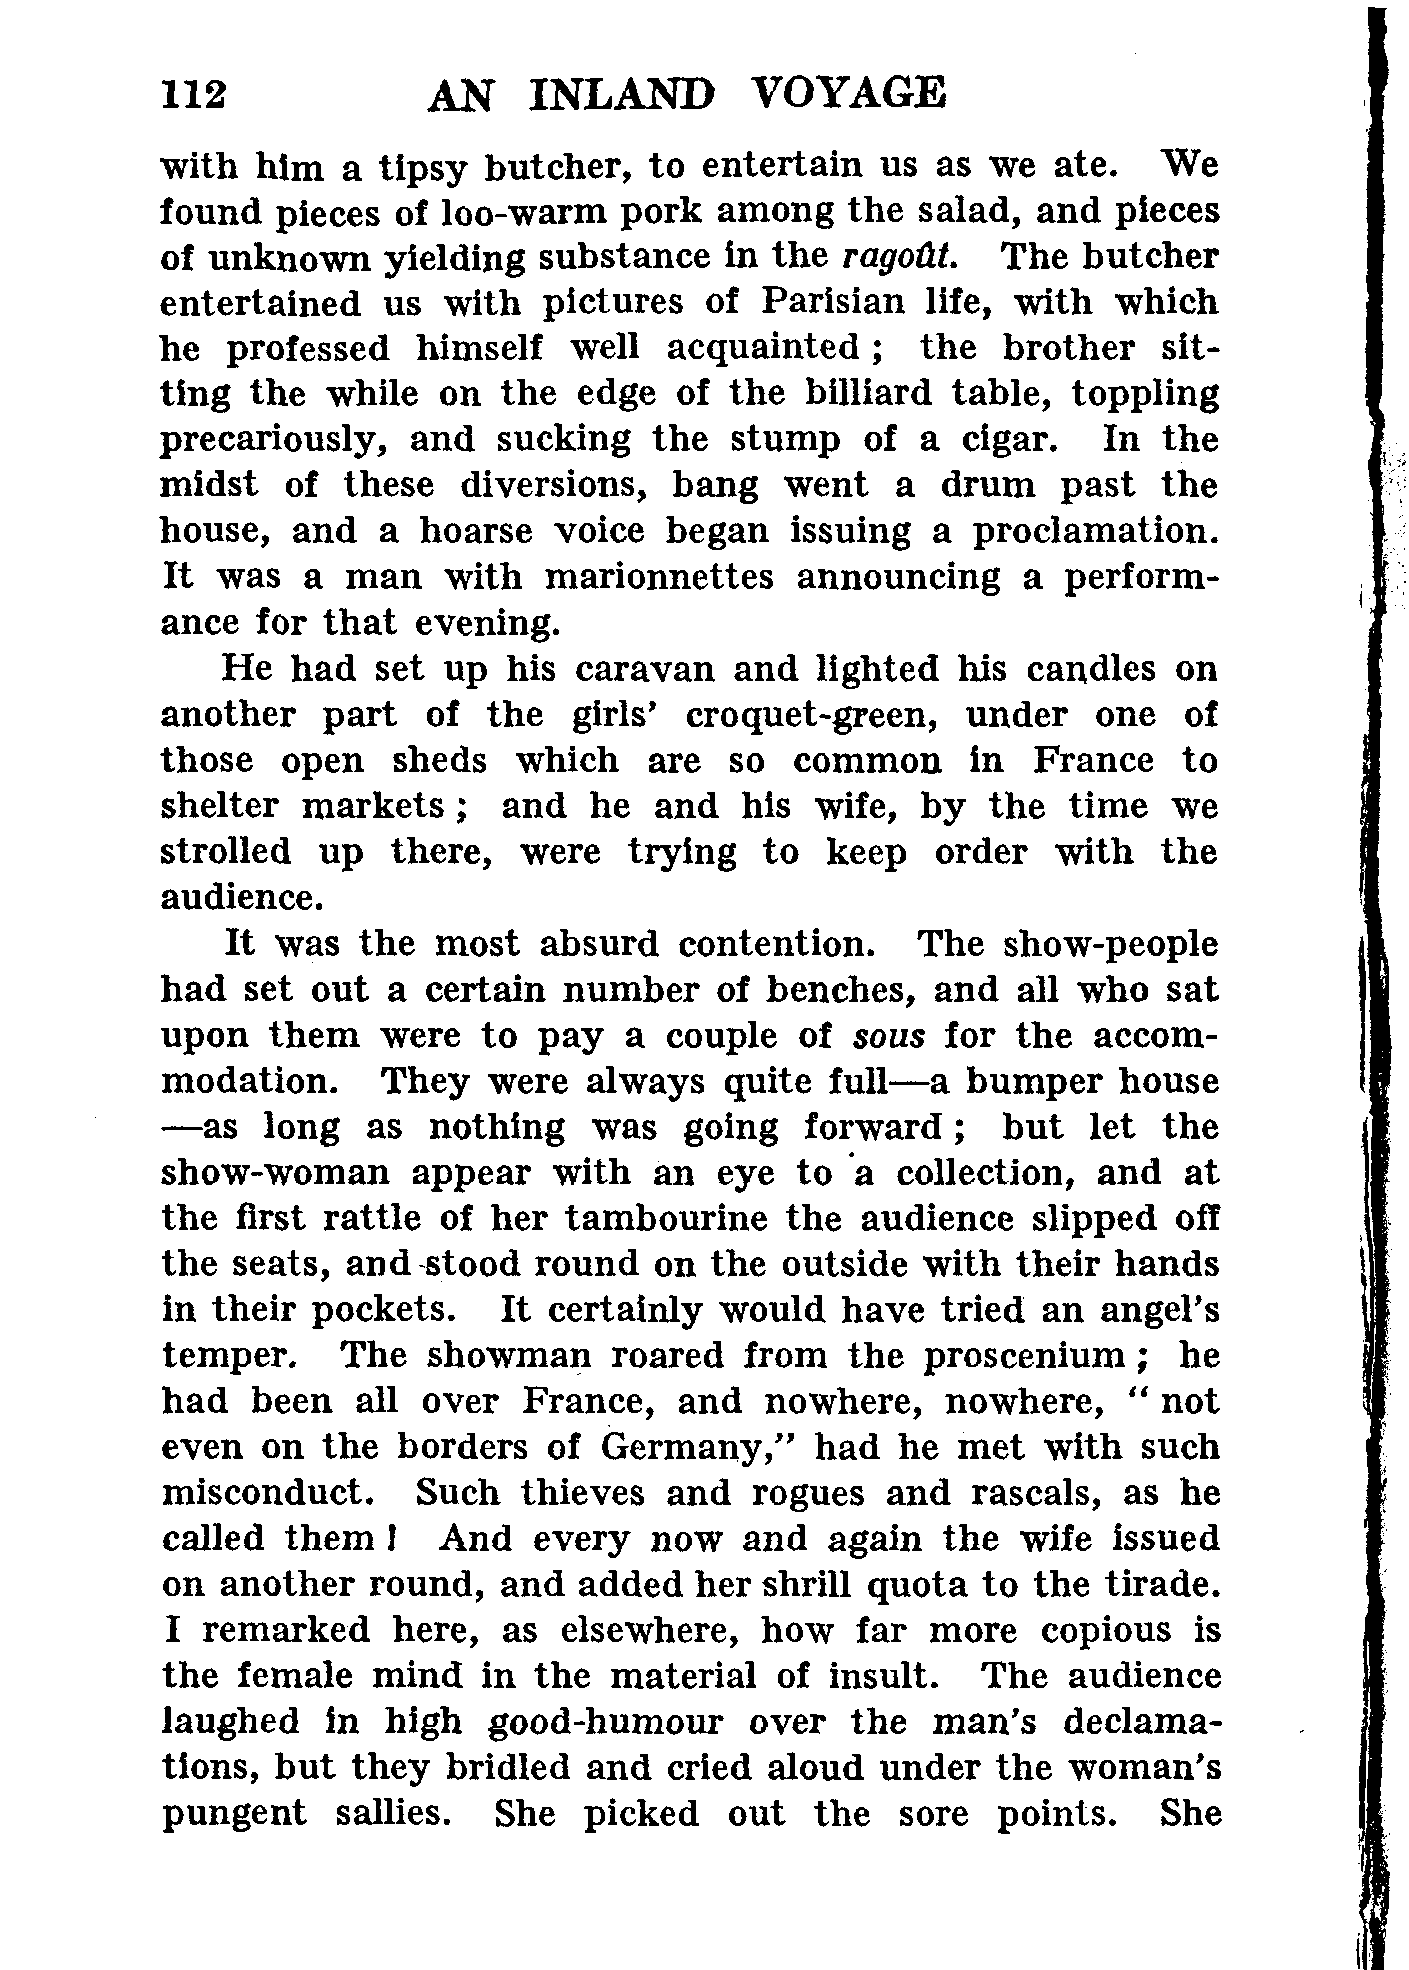 112 AN INLAND VOYAGE
with him a tipsy butcher, to entertain us as we ate. We
found pieces of loo-warm pork among the salad, and pieces
of unknown yielding substance in the ragoût. The butcher
entertained us with pictures of Parisian life, with which
he professed himself well acquainted ; the brother sit-
ting the while on the edge of the billiard table, toppling
precariously, and sucking the stump of a cigar. In the
midst of these diversions, bang went a drum past the
house, and a hoarse voice began issuing a proclamation.
It was a man with marionnettes announcing a perform-
ance for that evening.
He had set up his caravan and lighted his candles on
another part of the girls' croquet-green, under one of
those open sheds which are so common in France to
shelter markets ; and he and his wife, by the time we
strolled up there, were trying to keep order with the
audience.
It was the most absurd contention. The show-people
had set out a certain number of benches, and all who sat
upon them were to pay a couple of sous for the accom-
modation. They were always quite full—a bumper house
—as long as nothing was going forward ; but let the
show-woman appear with an eye to a collection, and at
the first rattle of her tambourine the audience slipped off
the seats, and stood round on the outside with their hands
in their pockets. It certainly would have tried an angel's
temper. The showman roared from the proscenium ; he
had been all over France, and nowhere, nowhere, " not
even on the borders of Germany," had he met with such
misconduct. Such thieves and rogues and rascals, as he
called them ! And every now and again the wife issued
on another round, and added her shrill quota to the tirade.
I remarked here, as elsewhere, how far more copious is
the female mind in the material of insult. The audience
laughed in high good-humour over the man's declama-
tions, but they bridled and cried aloud under the woman's
pungent sallies. She picked out the sore points. She